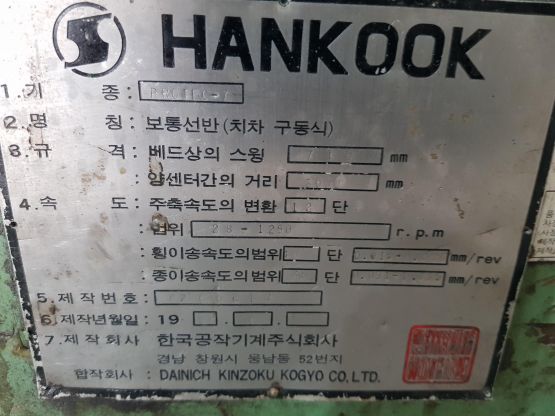 HANKOOK
1. 기 종 :
2. 명 칭 : 보통선반 (치차 구동식)
3. 규 격 : 베드상의 스윙 mm
: 양센터간의 거리 mm
4. 속 도 : 주축속도의 변환 12 단
: 범위 28-1250 r.p.m
: 횡이송속도의범위 단 mm/rev
: 종이송속도의범위 단 mm/rev
5. 제작번호 :
6. 제작년월일 : 19 . .
7. 제작회사 한국공작기계주식회사
경남 창원시 웅남동 52번지
합작회사 : DAINICH KINZOKU KOGYO CO,LTD.